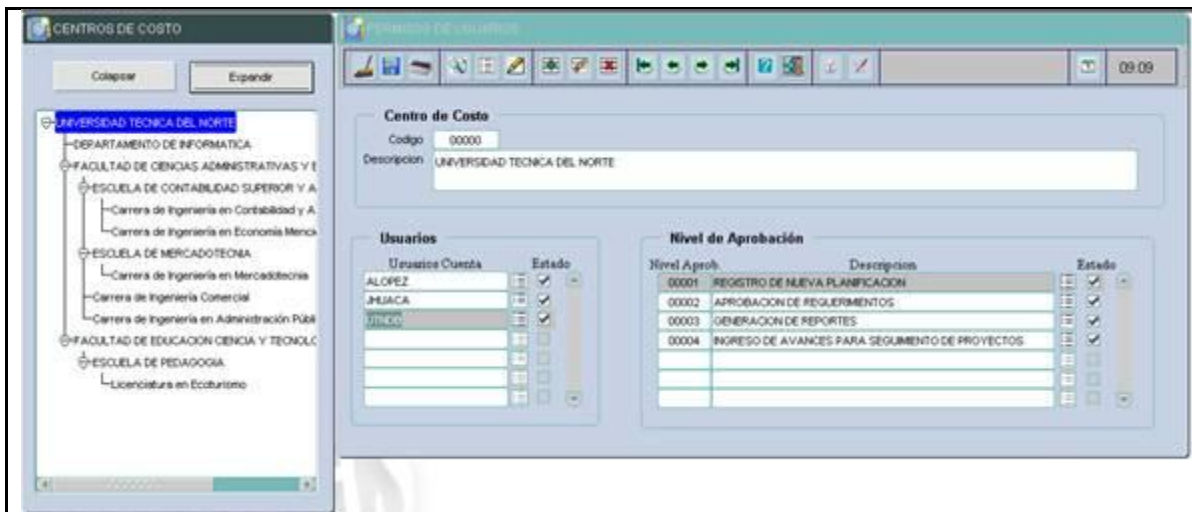 CENTROS DE COSTO
Colapsar Expandir
UNIVERSIDAD TECNICA DEL NORTE
DEPARTAMENTO DE INFORMATICA
FACULTAD DE CIENCIAS ADMINISTRATIVAS Y E
ESCUELA DE CONTABILIDAD SUPERIOR Y A
Carrera de Ingeniería en Contabilidad y A
Carrera de Ingeniería en Economía Menci
ESCUELA DE MERCADOTECNIA
Carrera de Ingeniería en Mercadotecnia
Carrera de Ingeniería Comercial
Carrera de Ingeniería en Administración Públ
FACULTAD DE EDUCACION CIENCIA Y TECNOLC
ESCUELA DE PEDAGOGIA
Licenciatura en Ecoturismo
PERMISOS DE USUARIOS
09:09
Centro de Costo
Codigo 00000
Descripcion UNIVERSIDAD TECNICA DEL NORTE
Usuarios
Usuarios Cuenta Estado
ALOPEZ
JHUACA
UTNDB
Nivel de Aprobación
Nivel Aprob. Descripcion Estado
00001 REGISTRO DE NUEVA PLANIFICACION
00002 APROBACION DE REQUERIMIENTOS
00003 GENERACION DE REPORTES
00004 INGRESO DE AVANCES PARA SEGUIMIENTO DE PROYECTOS